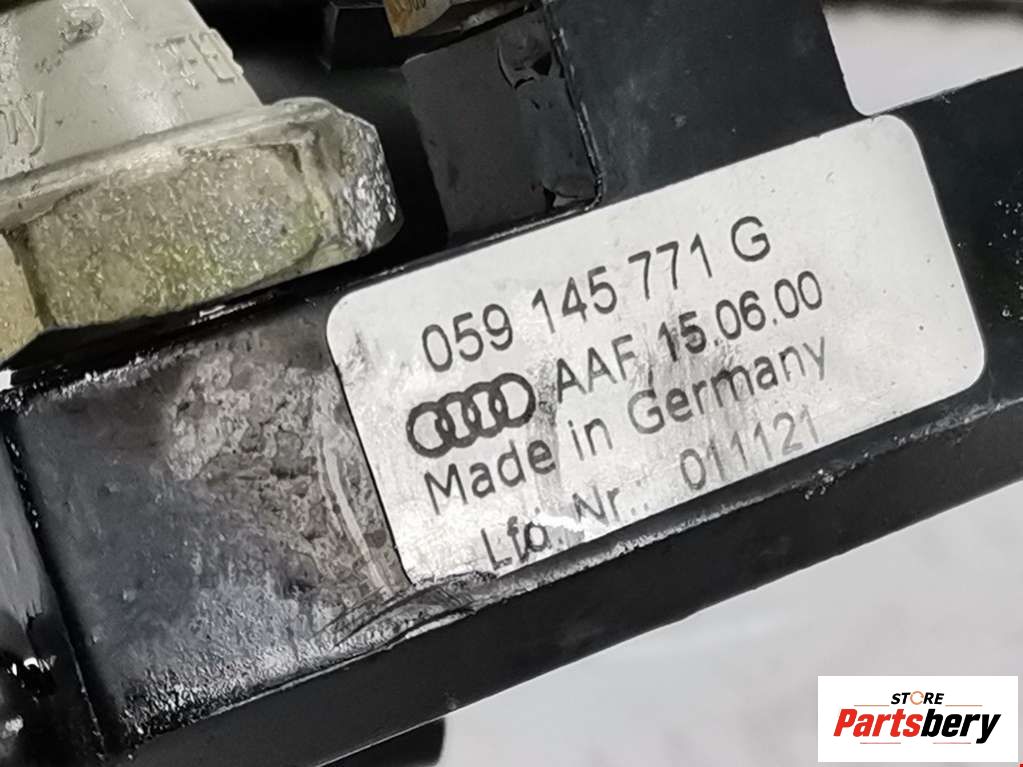 059 145 771 G
AAF, 15.06.00
Made in Germany
Lfd. Nr.: 011121
STORE
Partsbery